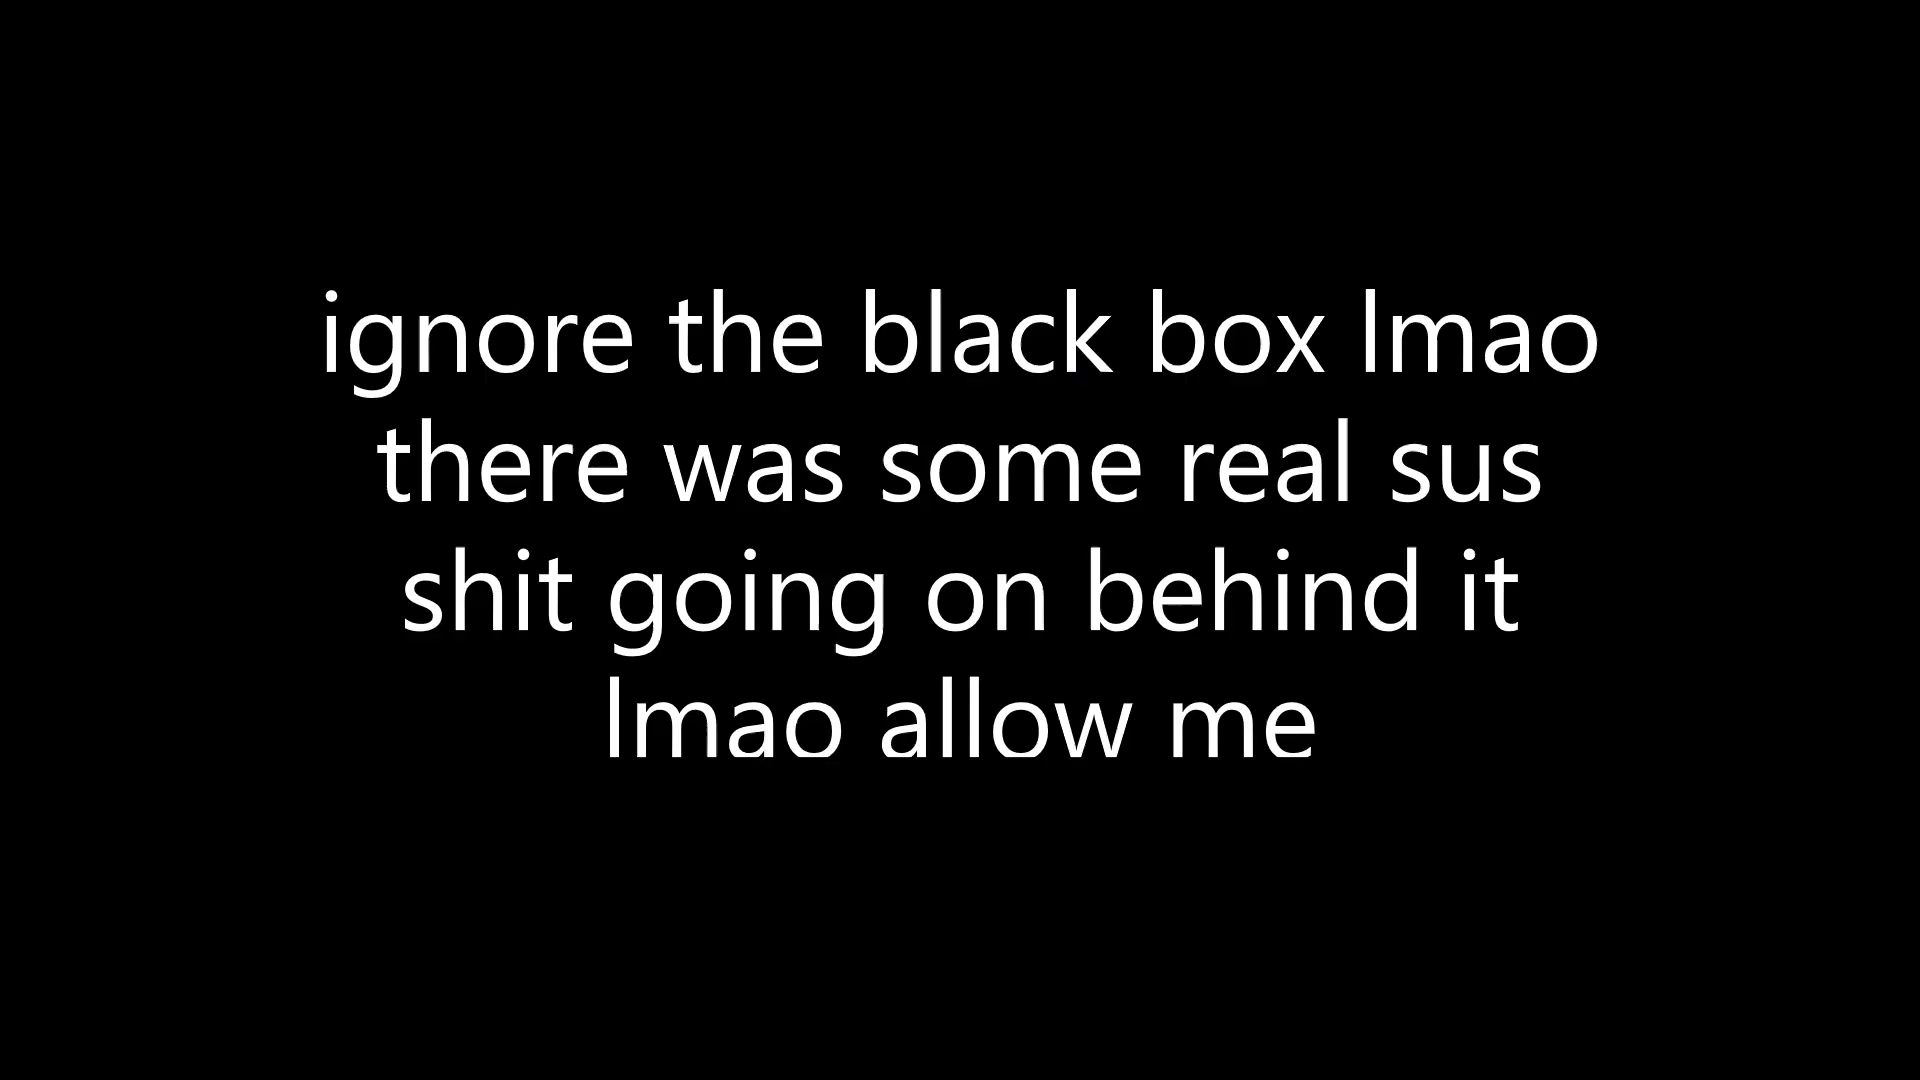 ignore the black box lmao
there was some real sus
shit going on behind it
lmao allow me